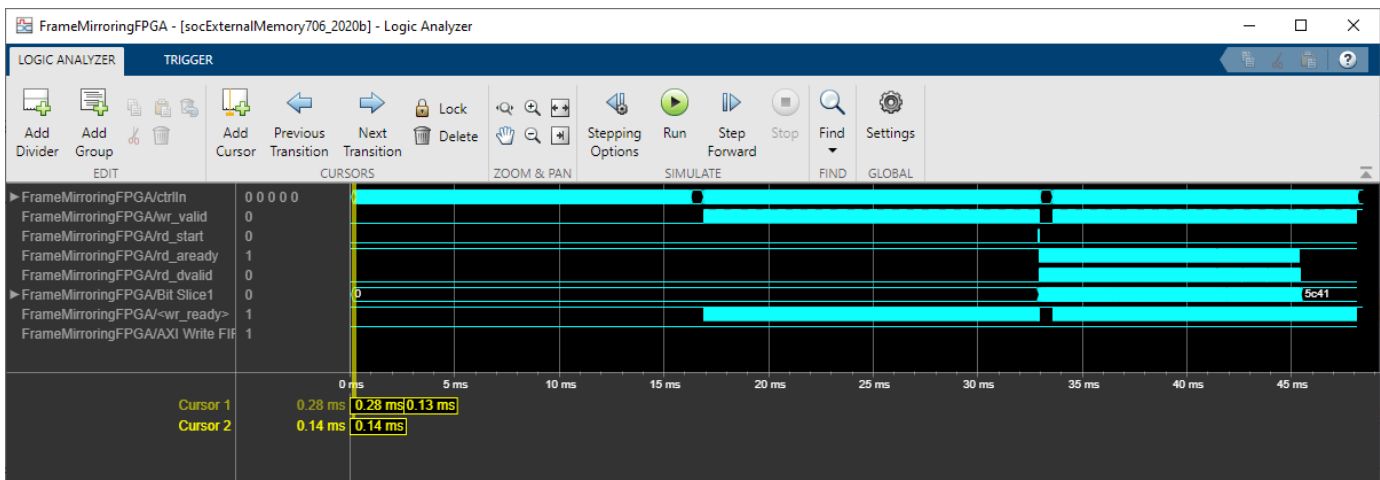 FrameMirroringFPGA - [socExternalMemory706_2020b] - Logic Analyzer
LOGIC ANALYZER TRIGGER
Add Divider
Add Group
Add Cursor
Previous Transition
Next Transition
Lock
Delete
Stepping Options
Run
Step Forward
Stop
Find
Settings
EDIT CURSORS ZOOM & PAN SIMULATE FIND GLOBAL
FrameMirroringFPGA/ctrlIn 0 0 0 0 0
FrameMirroringFPGA/wr_valid 0
FrameMirroringFPGA/rd_start 0
FrameMirroringFPGA/rd_aready 1
FrameMirroringFPGA/rd_dvalid 0
FrameMirroringFPGA/Bit Slice1 0 0 5c41
FrameMirroringFPGA/<wr_ready> 1
FrameMirroringFPGA/AXI Write FIF 1
0 ms 5 ms 10 ms 15 ms 20 ms 25 ms 30 ms 35 ms 40 ms 45 ms
Cursor 1 0.28 ms 0.28 ms 0.13 ms
Cursor 2 0.14 ms 0.14 ms